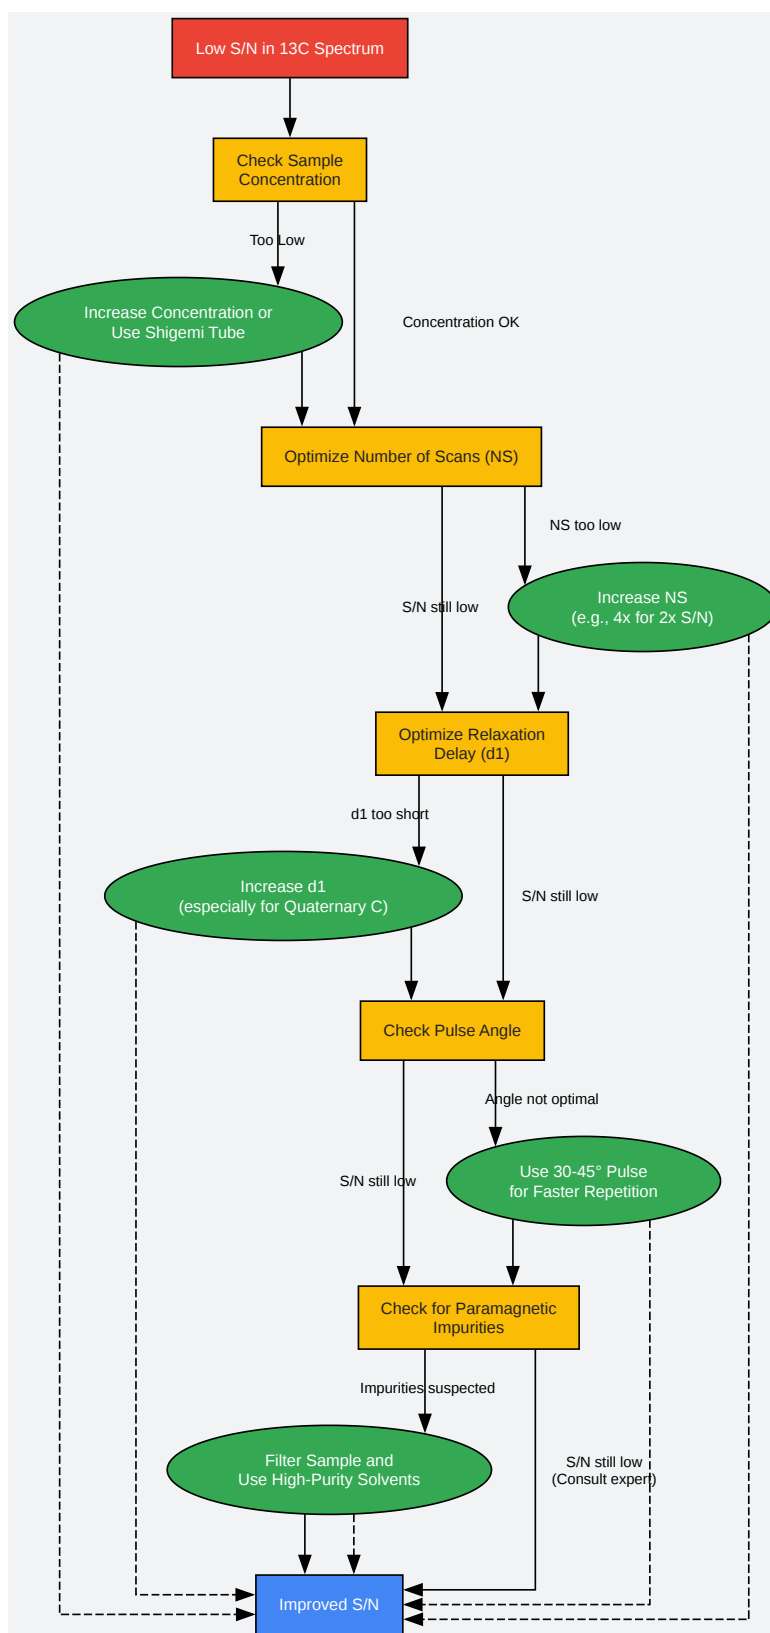 Low S/N in 13C Spectrum
Check Sample
Concentration
Too Low
Increase Concentration or
Use Shigemi Tube
Concentration OK
Optimize Number of Scans (NS)
NS too low
Increase NS
(e.g., 4x for 2x S/N)
S/N still low
Optimize Relaxation
Delay (d1)
d1 too short
Increase d1
(especially for Quaternary C)
S/N still low
Check Pulse Angle
Angle not optimal
Use 30-45° Pulse
for Faster Repetition
S/N still low
Check for Paramagnetic
Impurities
Impurities suspected
Filter Sample and
Use High-Purity Solvents
S/N still low
(Consult expert)
Improved S/N